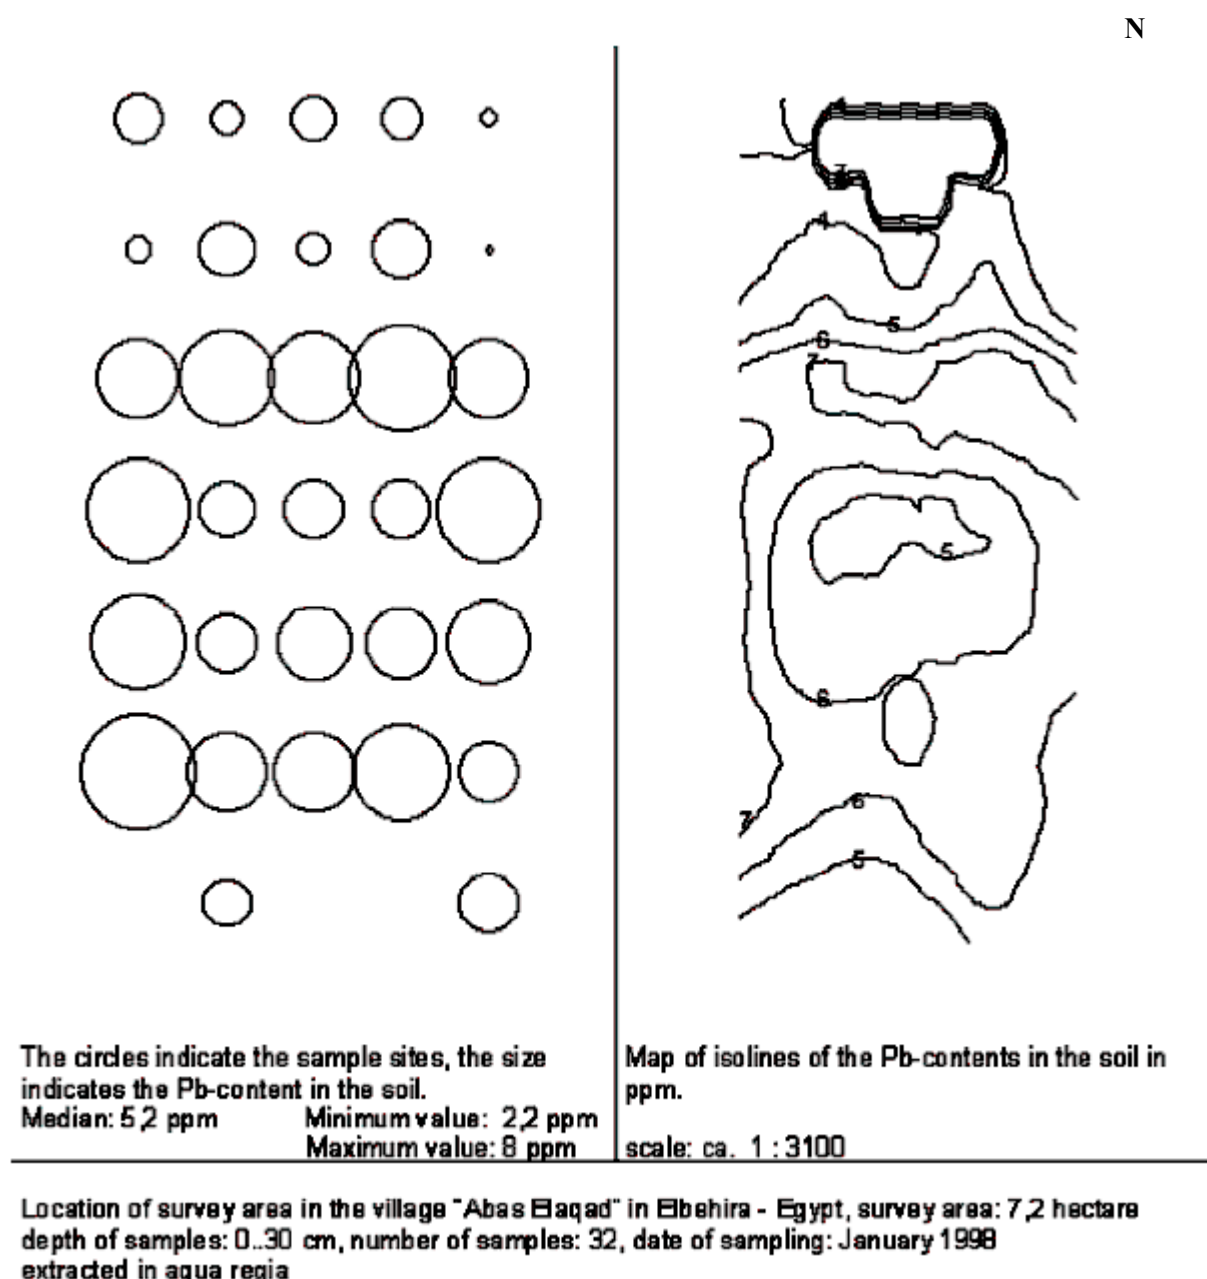 N
4
7
4
5
6
7
5
6
6
7
5
The circles indicate the sample sites, the size
indicates the Pb-content in the soil.
Median: 5,2 ppm Minimum value: 2,2 ppm
Maximum value: 8 ppm
Map of isolines of the Pb-contents in the soil in
ppm.
scale: ca. 1 : 3100
Location of survey area in the village "Abas Elaqad" in Elbehira - Egypt, survey area: 7,2 hectare
depth of samples: 0..30 cm, number of samples: 32, date of sampling: January 1998
extracted in aqua regia